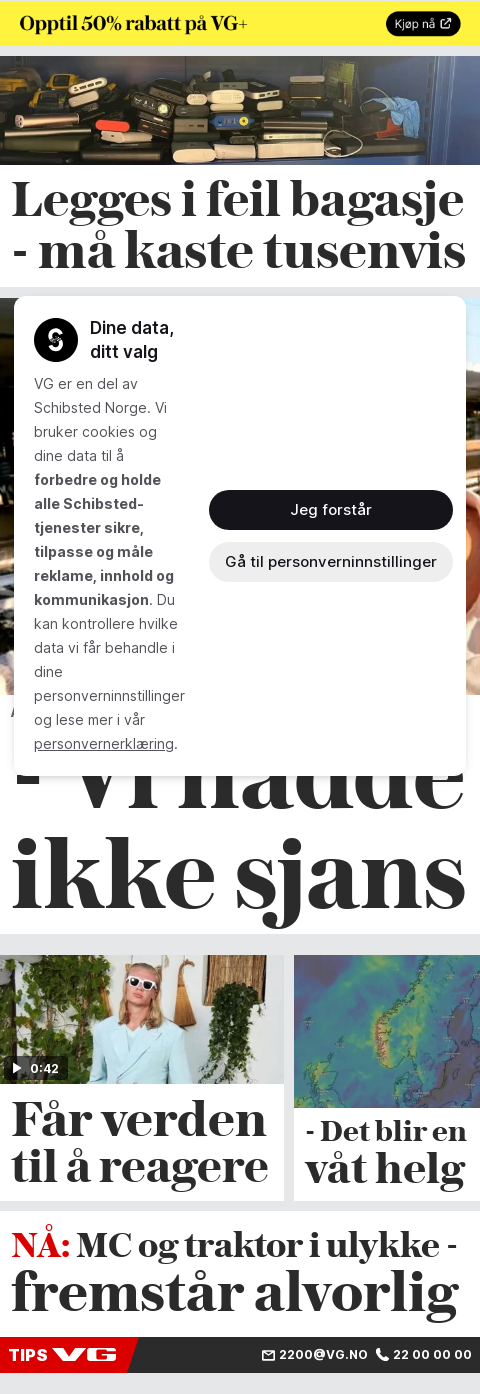 Opptil 50% rabatt på VG+
Kjøp nå
Legges i feil bagasje
- må kaste tusenvis
Dine data,
ditt valg
VG er en del av
Schibsted Norge. Vi
bruker cookies og
dine data til å
forbedre og holde
alle Schibsted-
tjenester sikre,
tilpasse og måle
reklame, innhold og
kommunikasjon. Du
kan kontrollere hvilke
data vi får behandle i
dine
personverninnstillinger
og lese mer i vår
personvernerklæring.
Jeg forstår
Gå til personverninnstillinger
- Vi hadde
ikke sjans
0:42
Får verden
til å reagere
- Det blir en
våt helg
NÅ: MC og traktor i ulykke -
fremstår alvorlig
TIPS VG
2200@VG.NO
22 00 00 00